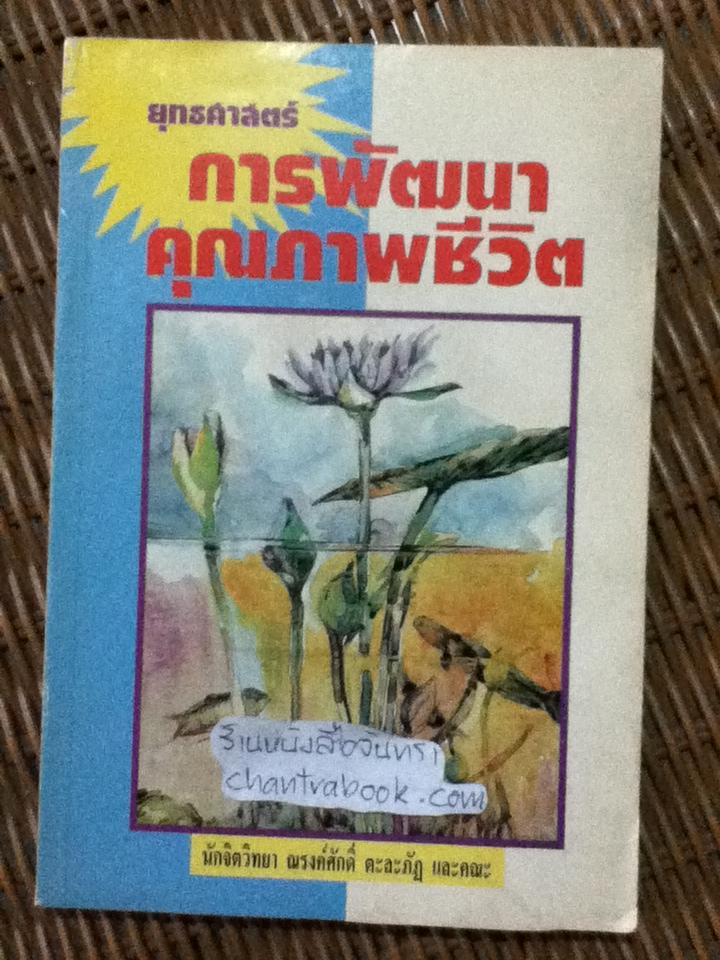 ยุทธศาสตร์
การพัฒนา
คุณภาพชีวิต
ร้านหนังสือจันทรา
chantrabook.com
นักจิตวิทยา ณรงค์ศักดิ์ ตะละภัฏ และคณะ